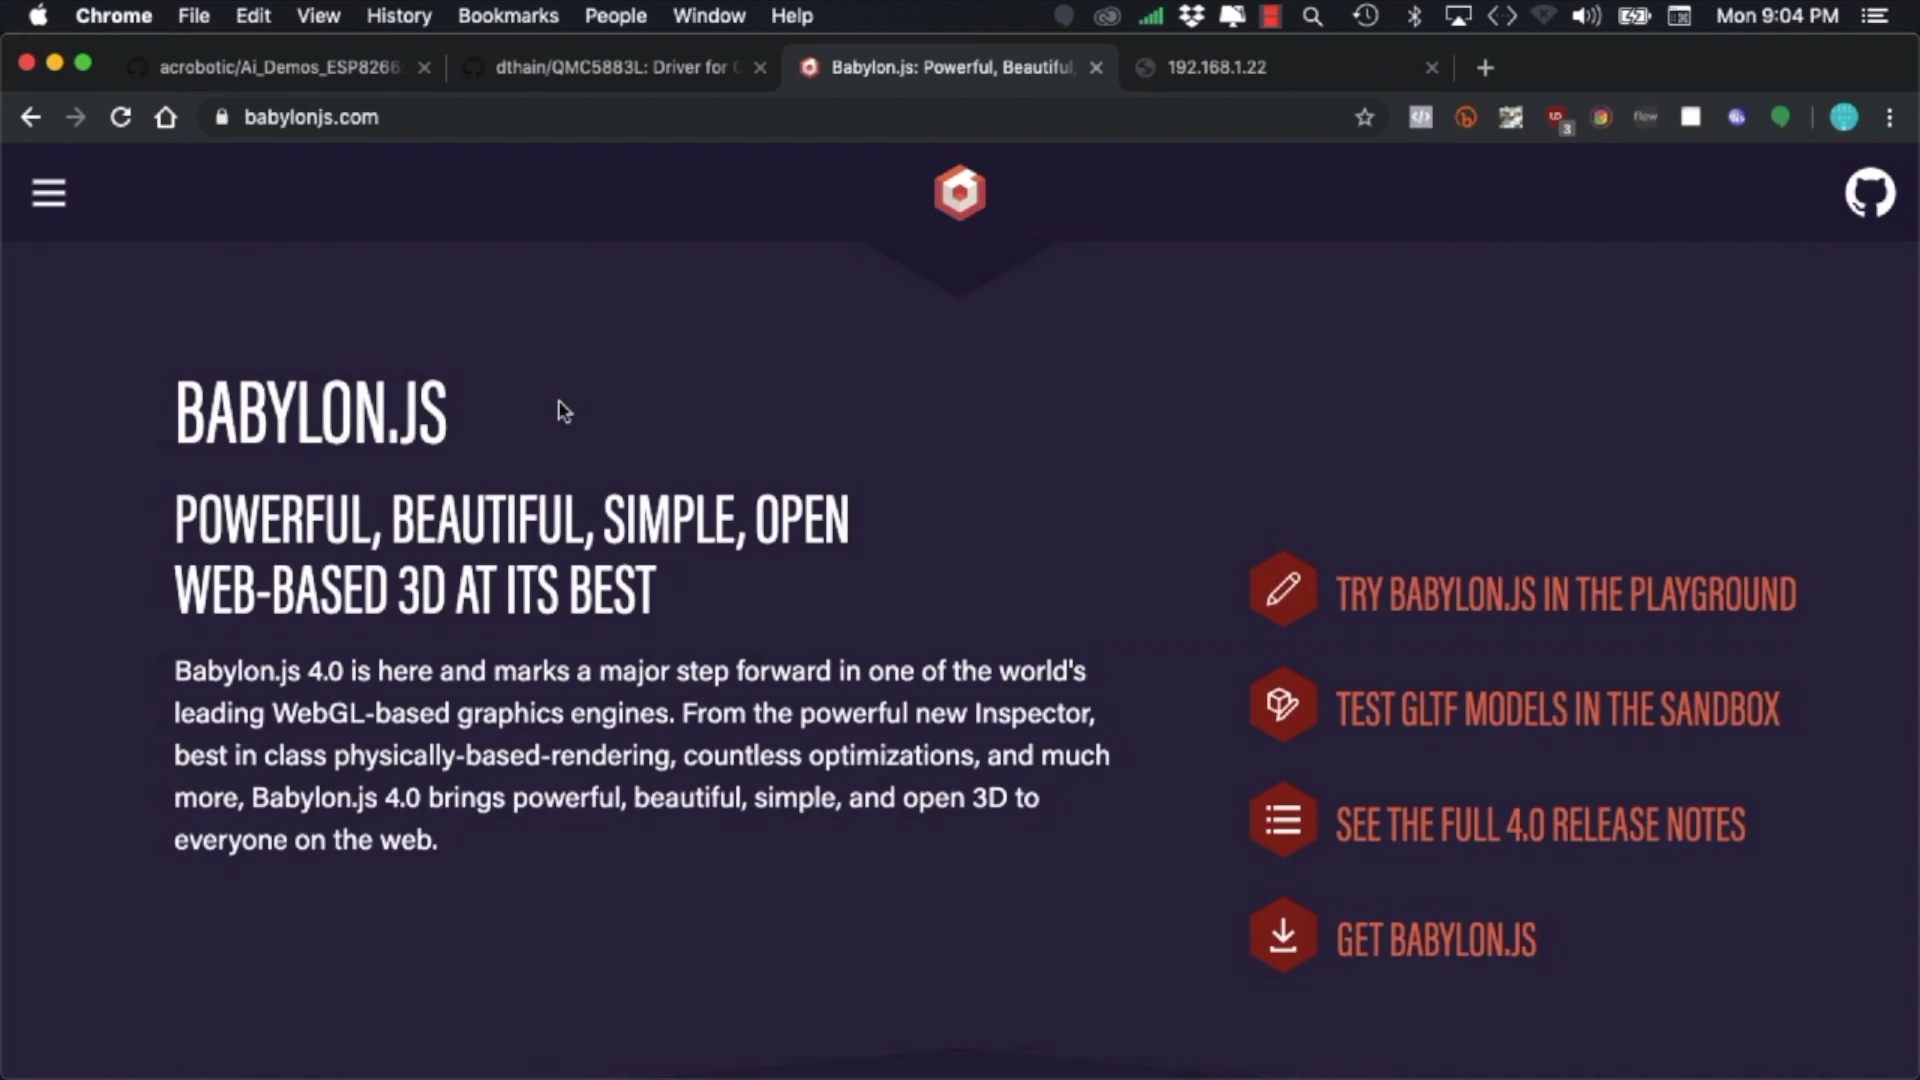 Chrome File Edit View History Bookmarks People Window Help Mon 9:04 PM
acrobotic/Ai_Demos_ESP8266 dthain/QMC5883L: Driver for Babylon.js: Powerful, Beautiful, 192.168.1.22
babylonjs.com
UD 3 flow
BABYLON.JS
POWERFUL, BEAUTIFUL, SIMPLE, OPEN
WEB-BASED 3D AT ITS BEST
Babylon.js 4.0 is here and marks a major step forward in one of the world's
leading WebGL-based graphics engines. From the powerful new Inspector,
best in class physically-based-rendering, countless optimizations, and much
more, Babylon.js 4.0 brings powerful, beautiful, simple, and open 3D to
everyone on the web.
TRY BABYLON.JS IN THE PLAYGROUND
TEST GLTF MODELS IN THE SANDBOX
SEE THE FULL 4.0 RELEASE NOTES
GET BABYLON.JS